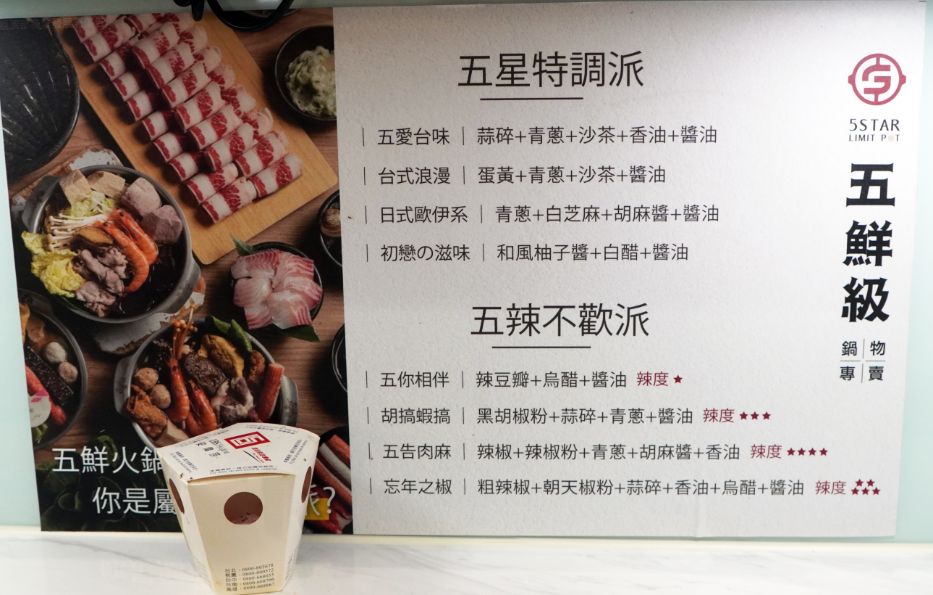 五星特調派
五愛台味｜蒜碎+青蔥+沙茶+香油+醬油
台式浪漫｜蛋黃+青蔥+沙茶+醬油
日式歐伊系｜青蔥+白芝麻+胡麻醬+醬油
初戀の滋味｜和風柚子醬+白醋+醬油
五辣不歡派
五你相伴｜辣豆瓣+烏醋+醬油 辣度★
胡搞蝦搞｜黑胡椒粉+蒜碎+青蔥+醬油 辣度★★★
五告肉麻｜辣椒+辣椒粉+青蔥+胡麻醬+香油 辣度★★★★
忘年之椒｜粗辣椒+朝天椒粉+蒜碎+香油+烏醋+醬油 辣度★★★★★
5STAR
LIMIT POT
五鮮級
鍋物
專賣
五鮮火鍋
你是屬
派?